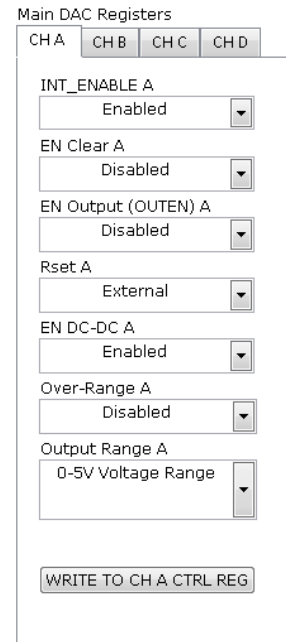 Main DAC Registers
CH A CH B CH C CH D
INT_ENABLE A
Enabled
EN Clear A
Disabled
EN Output (OUTEN) A
Disabled
Rset A
External
EN DC-DC A
Enabled
Over-Range A
Disabled
Output Range A
0-5V Voltage Range
WRITE TO CH A CTRL REG